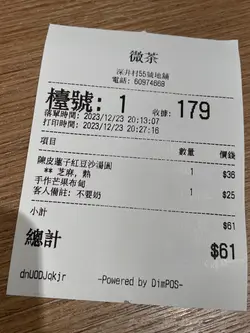 微茶
深井村55號地舖
電話: 60974668
檯號: 1 收據: 179
落單時間: 2023/12/23 20:13:07
打印時間: 2023/12/23 20:27:16
項目 數量 價錢
陳皮蓮子紅豆沙湯圓 1 $36
** 芝麻, 熱
手作芒果布甸 1 $25
客人備註: 不要奶
小計 $61
總計 $61
dnUODJqkjr -Powered by DimPOS-